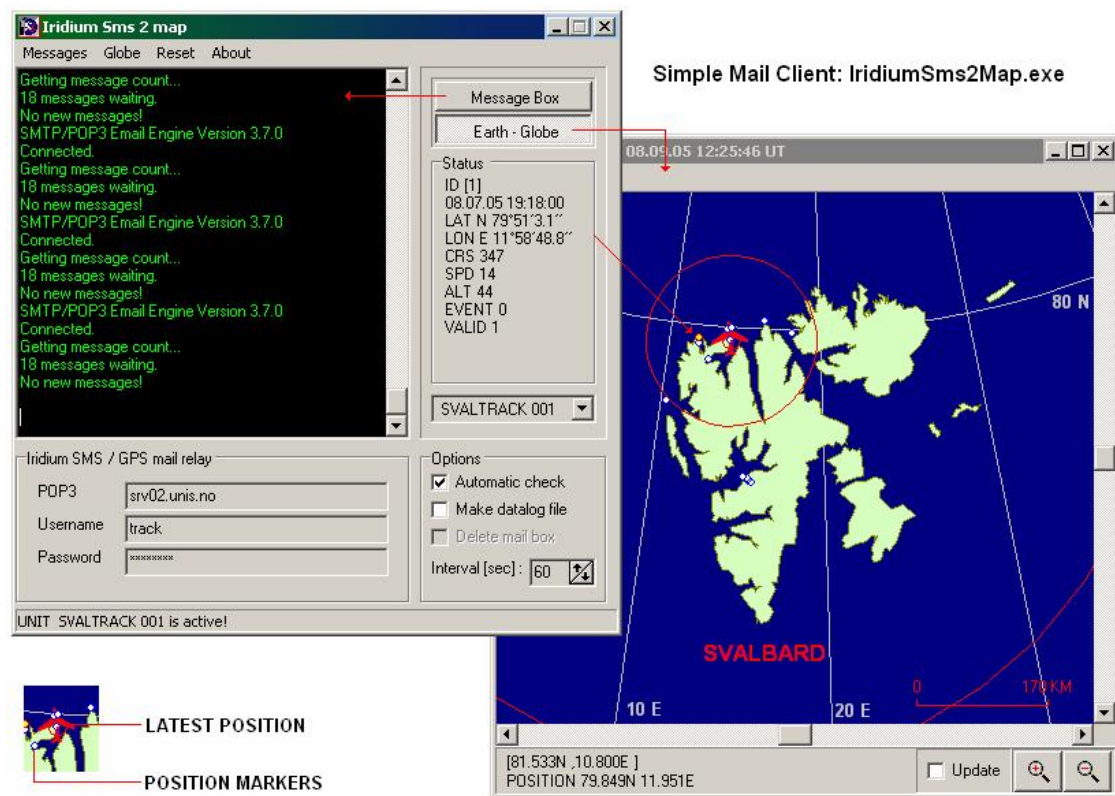 Iridium Sms 2 map
Messages Globe Reset About
Getting message count...
18 messages waiting.
No new messages!
SMTP/POP3 Email Engine Version 3.7.0
Connected.
Getting message count...
18 messages waiting.
No new messages!
SMTP/POP3 Email Engine Version 3.7.0
Connected.
Getting message count...
18 messages waiting.
No new messages!
SMTP/POP3 Email Engine Version 3.7.0
Connected.
Getting message count...
18 messages waiting.
No new messages!
Message Box
Earth - Globe
Status
ID [1]
08.07.05 19:18:00
LAT N 79°51´3.1´´
LON E 11°58´48.8´´
CRS 347
SPD 14
ALT 44
EVENT 0
VALID 1
SVALTRACK 001
Iridium SMS / GPS mail relay
POP3 srv02.unis.no
Username track
Password ********
Options
Automatic check
Make datalog file
Delete mail box
Interval [sec] : 60
UNIT SVALTRACK 001 is active!
Simple Mail Client: IridiumSms2Map.exe
08.09.05 12:25:46 UT
80 N
SVALBARD
0 170 KM
10 E 20 E
[81.533N ,10.800E ]
POSITION 79.849N 11.951E
Update
LATEST POSITION
POSITION MARKERS